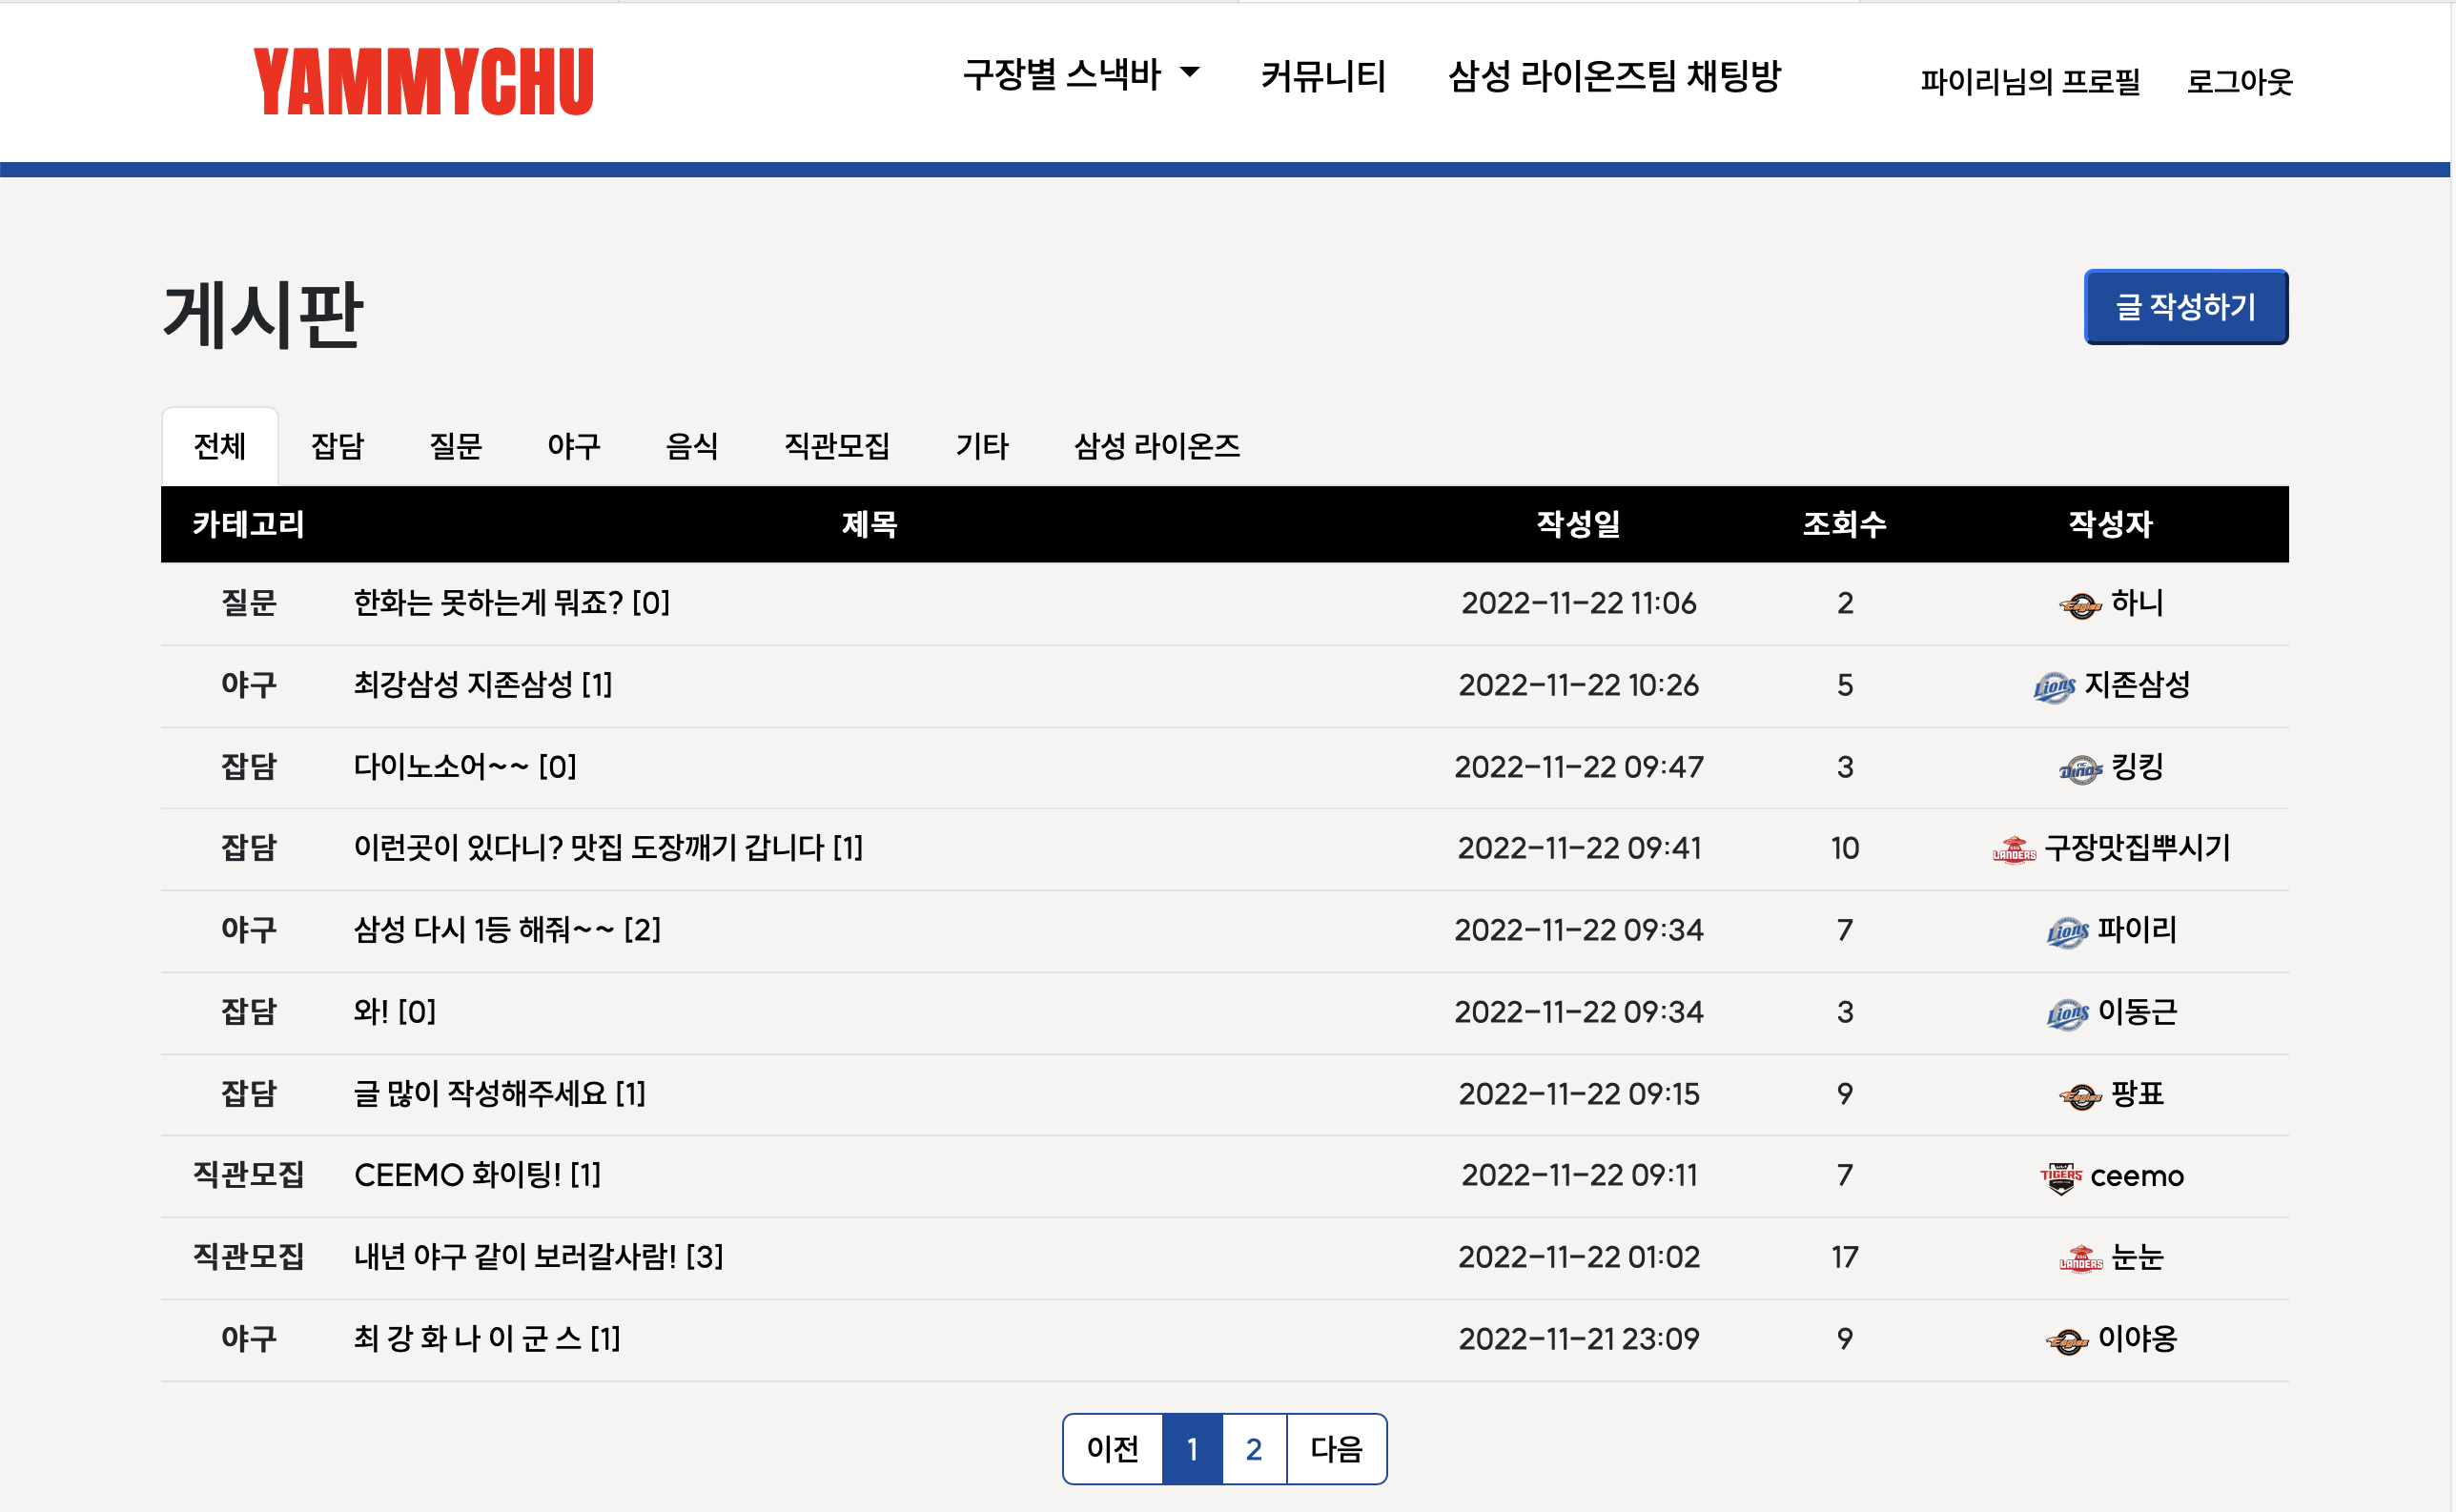 YAMMYCHU 구장별 스낵바 커뮤니티 삼성 라이온즈팀 채팅방 파이리님의 프로필 로그아웃
게시판 글 작성하기
전체 잡담 질문 야구 음식 직관모집 기타 삼성 라이온즈
카테고리 제목 작성일 조회수 작성자
질문 한화는 못하는게 뭐죠? [0] 2022-11-22 11:06 2 Eagles 하니
야구 최강삼성 지존삼성 [1] 2022-11-22 10:26 5 Lions 지존삼성
잡담 다이노소어~~ [0] 2022-11-22 09:47 3 Dinos 킹킹
잡담 이런곳이 있다니? 맛집 도장깨기 갑니다 [1] 2022-11-22 09:41 10 LANDERS 구장맛집뿌시기
야구 삼성 다시 1등 해줘~~ [2] 2022-11-22 09:34 7 Lions 파이리
잡담 와! [0] 2022-11-22 09:34 3 Lions 이동근
잡담 글 많이 작성해주세요 [1] 2022-11-22 09:15 9 Eagles 팡표
직관모집 CEEMO 화이팅! [1] 2022-11-22 09:11 7 TIGERS ceemo
직관모집 내년 야구 같이 보러갈사람! [3] 2022-11-22 01:02 17 LANDERS 눈눈
야구 최 강 화 나 이 군 스 [1] 2022-11-21 23:09 9 Eagles 이야옹
이전 1 2 다음